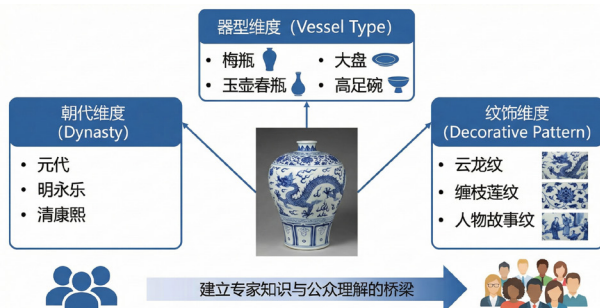 器型维度（Vessel Type）
• 梅瓶
• 大盘
• 玉壶春瓶
• 高足碗
朝代维度
(Dynasty)
• 元代
• 明永乐
• 清康熙
纹饰维度
(Decorative Pattern)
• 云龙纹
• 缠枝莲纹
• 人物故事纹
建立专家知识与公众理解的桥梁